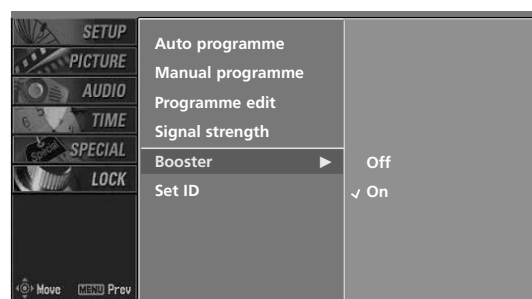 SETUP
PICTURE
AUDIO
TIME
SPECIAL
LOCK
Move MENU Prev
Auto programme
Manual programme
Programme edit
Signal strength
Booster ▶
Set ID
Off
✓ On